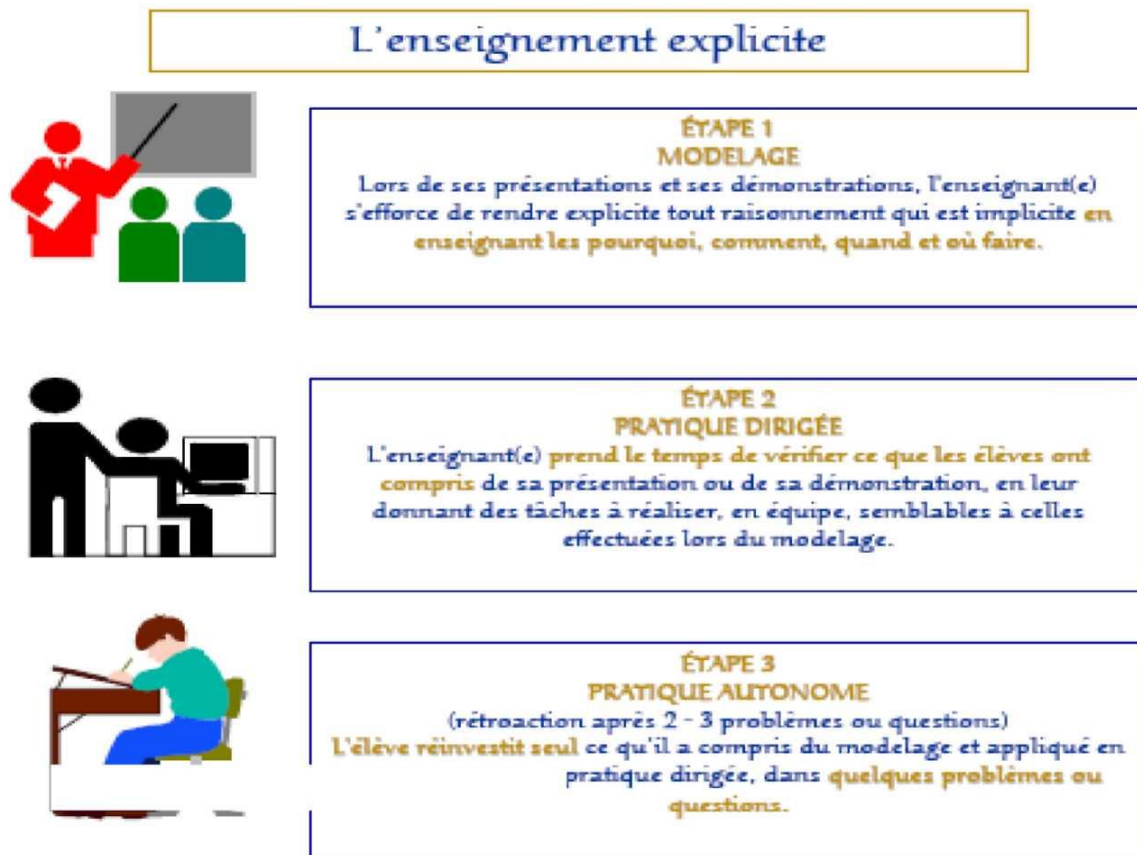 L'enseignement explicite
ÉTAPE 1
MODELAGE
Lors de ses présentations et ses démonstrations, l'enseignant(e)
s'efforce de rendre explicite tout raisonnement qui est implicite en
enseignant les pourquoi, comment, quand et où faire.
ÉTAPE 2
PRATIQUE DIRIGÉE
L'enseignant(e) prend le temps de vérifier ce que les élèves ont
compris de sa présentation ou de sa démonstration, en leur
donnant des tâches à réaliser, en équipe, semblables à celles
effectuées lors du modelage.
ÉTAPE 3
PRATIQUE AUTONOME
(rétroaction après 2 - 3 problèmes ou questions)
L'élève réinvestit seul ce qu'il a compris du modelage et appliqué en
pratique dirigée, dans quelques problèmes ou
questions.